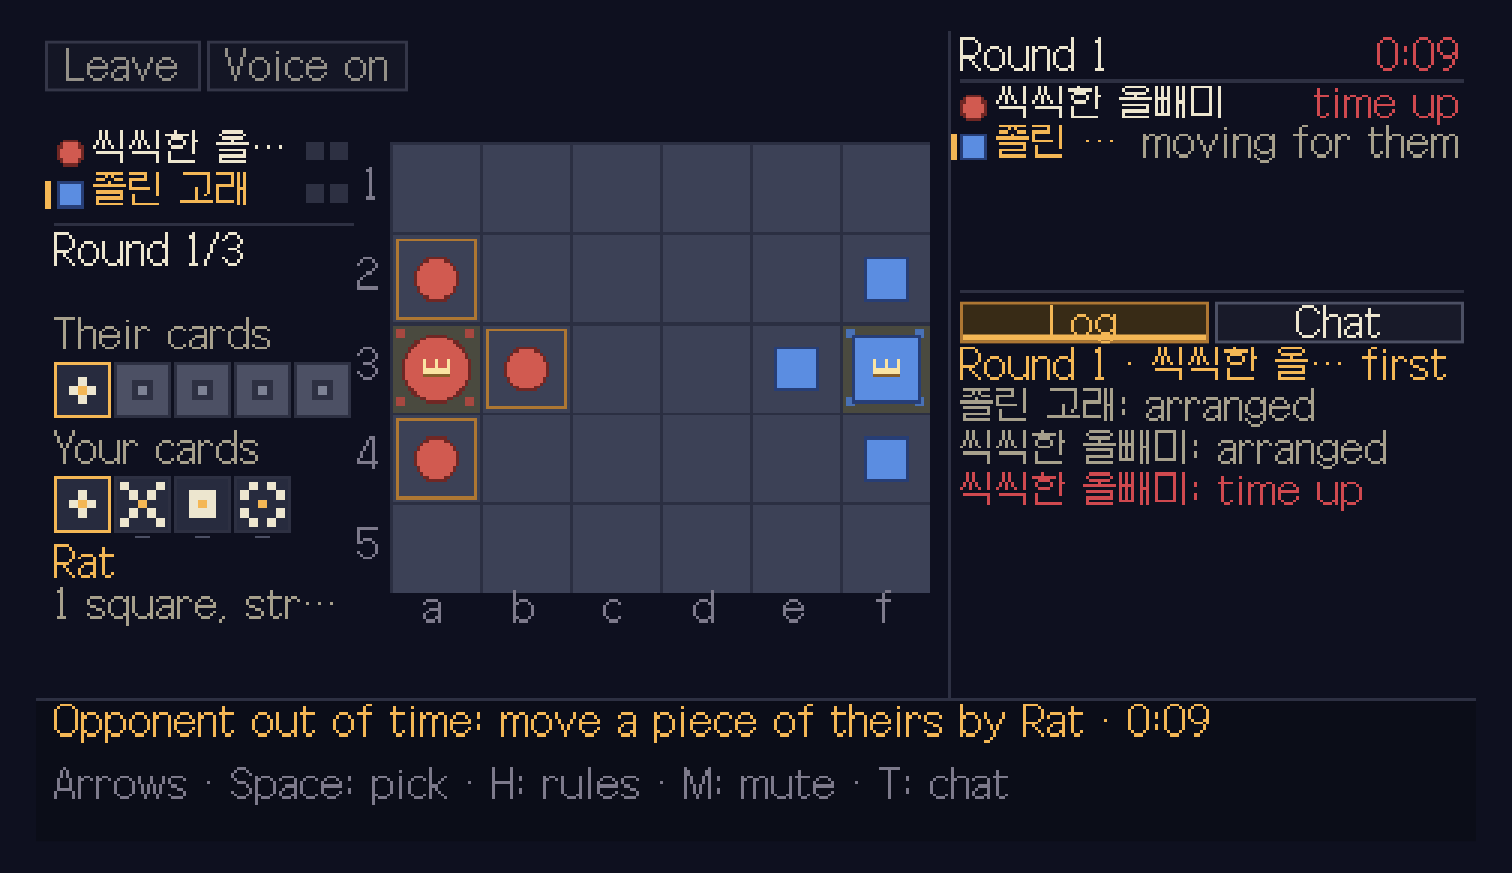 Leave
Voice on
씩씩한 올…
졸린 고래
Round 1/3
Their cards
Your cards
Rat
1 square, str…
1
2
3
4
5
E
E
a b c d e f
Round 1 0:09
씩씩한 올빼미 time up
졸린 … moving for them
Log
Chat
Round 1 · 씩씩한 올… first
졸린 고래: arranged
씩씩한 올빼미: arranged
씩씩한 올빼미: time up
Opponent out of time: move a piece of theirs by Rat · 0:09
Arrows · Space: pick · H: rules · M: mute · T: chat